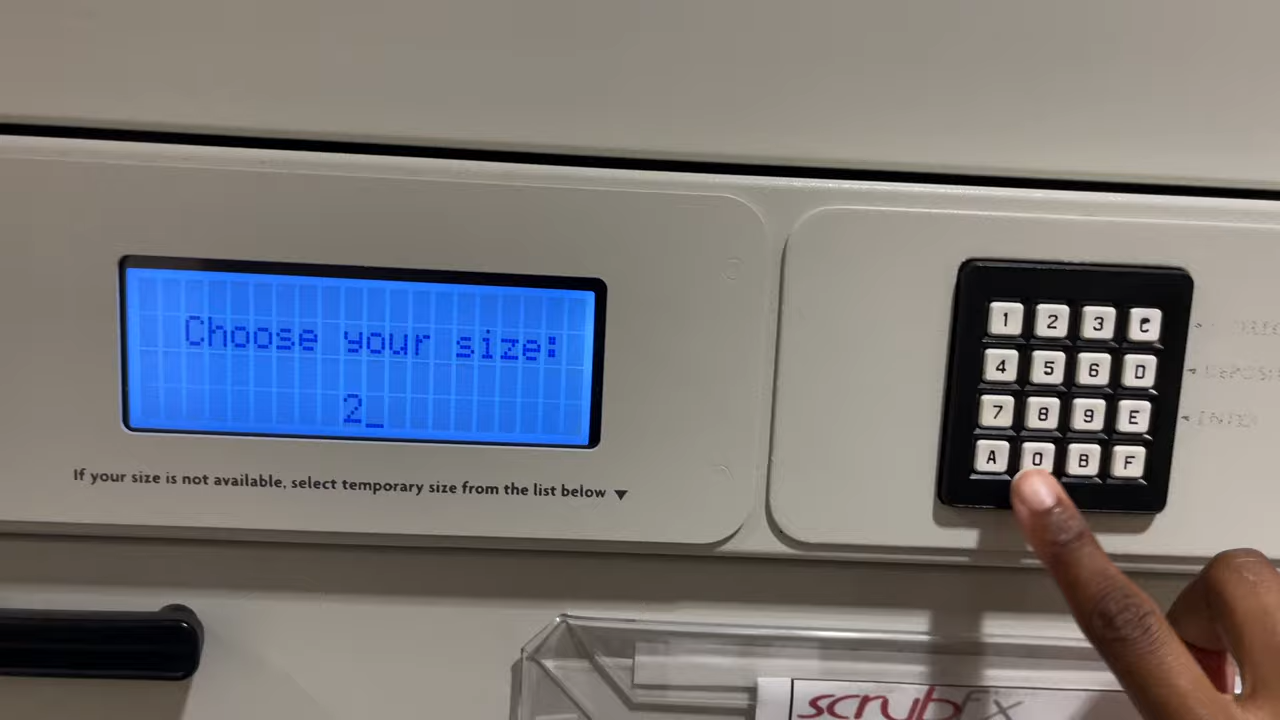 Choose your size:
2_
If your size is not available, select temporary size from the list below ▼
1 2 3 C
4 5 6 D
7 8 9 E
A 0 B F
scrubEx